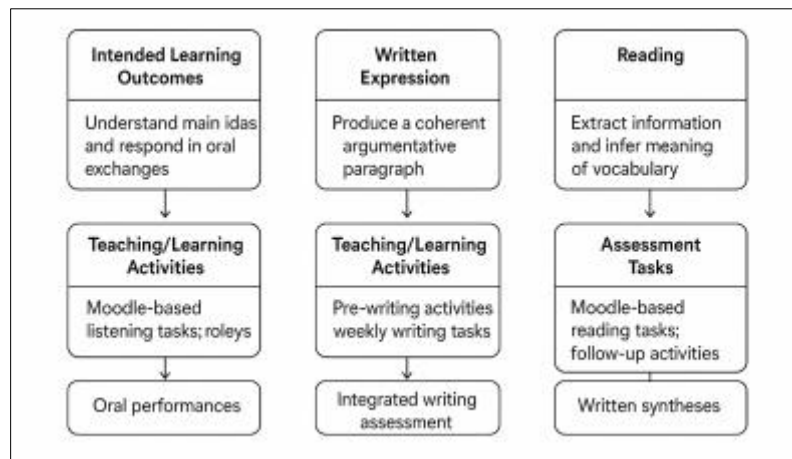 Intended Learning
Outcomes
Understand main idas
and respond in oral
exchanges
Teaching/Learning
Activities
Moodle-based
listening tasks; roleys
Oral performances
Written
Expression
Produce a coherent
argumentative
paragraph
Teaching/Learning
Activities
Pre-writing activities
weekly writing tasks
Integrated writing
assessment
Reading
Extract information
and infer meaning
of vocabulary
Assessment
Tasks
Moodle-based
reading tasks;
follow-up activities
Written syntheses